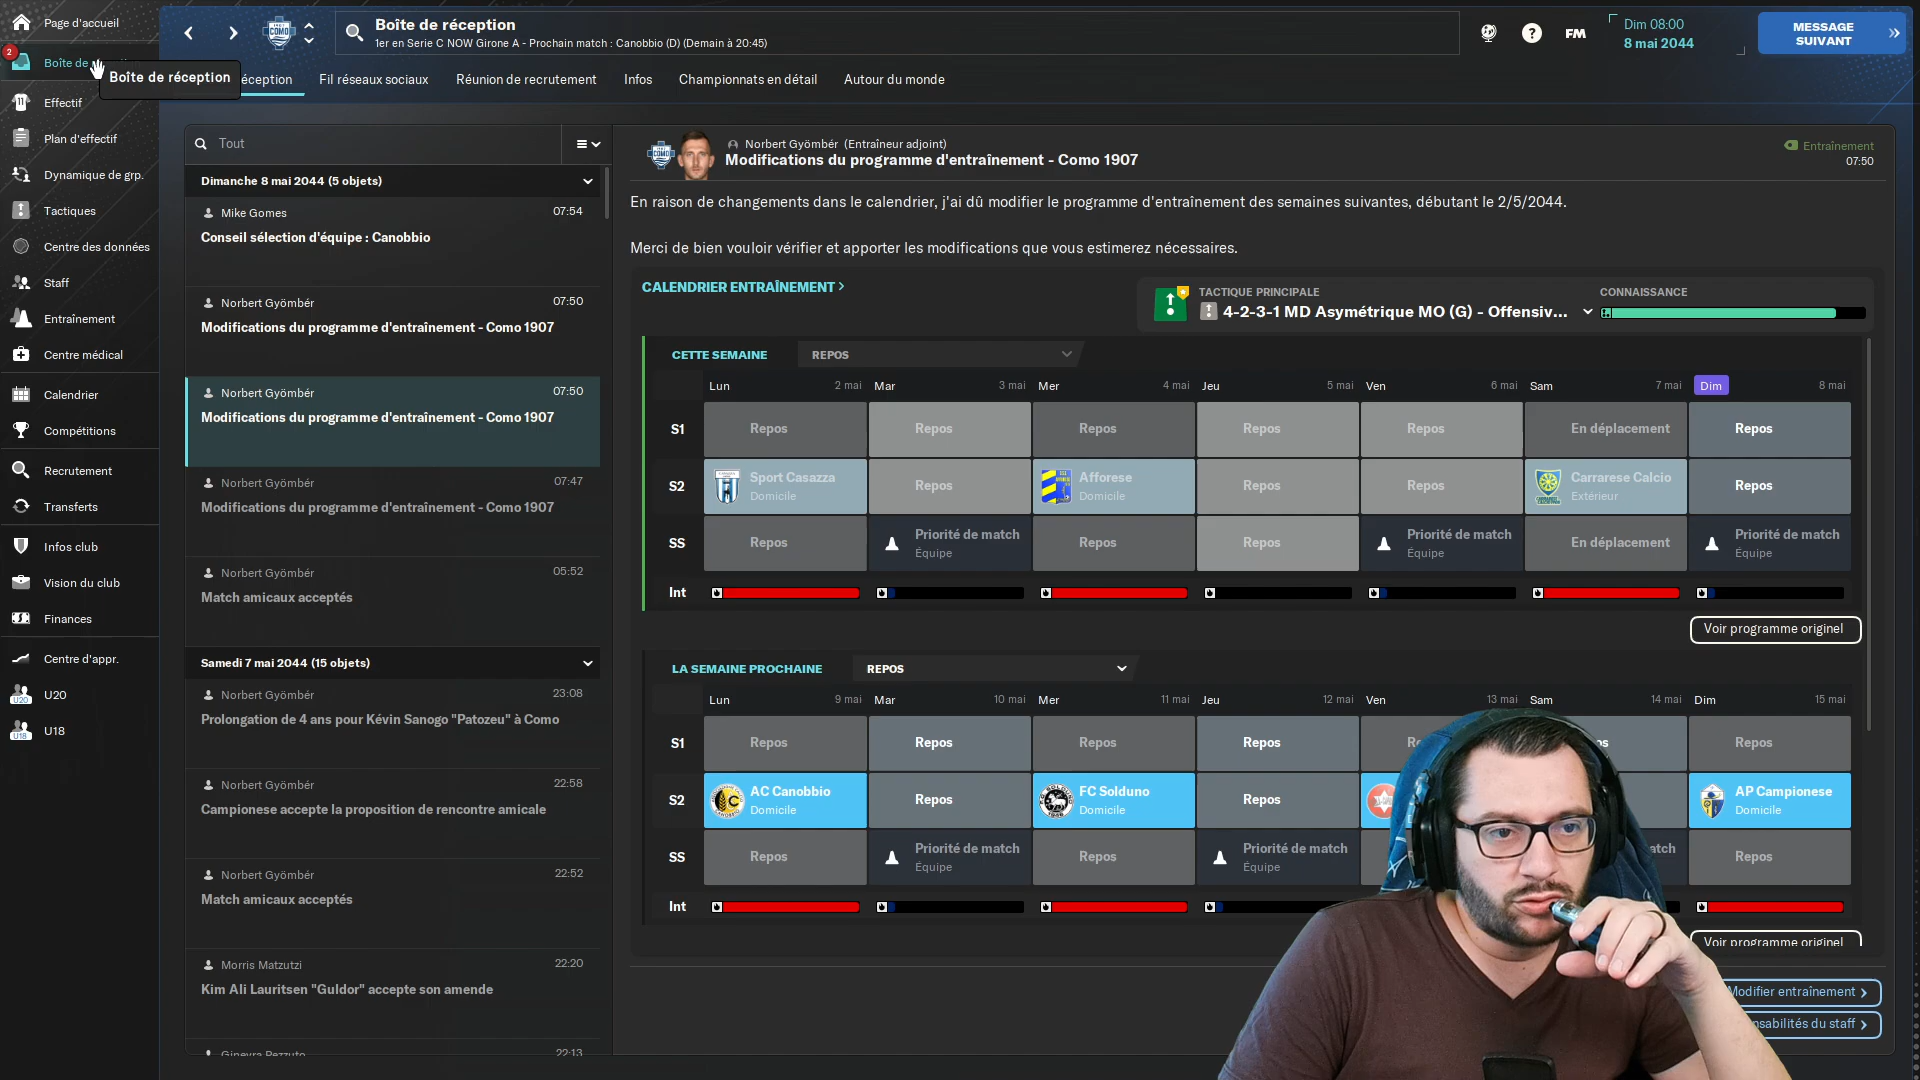 Page d'accueil
2
Boîte de
Boîte de réception
Effectif
Plan d'effectif
Dynamique de grp.
Tactiques
Centre des données
Staff
Entraînement
Centre médical
Calendrier
Compétitions
Recrutement
Transferts
Infos club
Vision du club
Finances
Centre d'appr.
U20
U18
Boîte de réception
1er en Serie C NOW Girone A - Prochain match : Canobbio (D) (Demain à 20:45)
FM
Dim 08:00
8 mai 2044
MESSAGE
SUIVANT
éception
Fil réseaux sociaux
Réunion de recrutement
Infos
Championnats en détail
Autour du monde
Tout
Dimanche 8 mai 2044 (5 objets)
Mike Gomes 07:54
Conseil sélection d'équipe : Canobbio
Norbert Gyömbér 07:50
Modifications du programme d'entraînement - Como 1907
Norbert Gyömbér 07:50
Modifications du programme d'entraînement - Como 1907
Norbert Gyömbér 07:47
Modifications du programme d'entraînement - Como 1907
Norbert Gyömbér 05:52
Match amicaux acceptés
Samedi 7 mai 2044 (15 objets)
Norbert Gyömbér 23:08
Prolongation de 4 ans pour Kévin Sanogo "Patozeu" à Como
Norbert Gyömbér 22:58
Campionese accepte la proposition de rencontre amicale
Norbert Gyömbér 22:52
Match amicaux acceptés
Morris Matzutzi 22:20
Kim Ali Lauritsen "Guldor" accepte son amende
Ginevra Pezzuto 22:13
Norbert Gyömbér (Entraîneur adjoint)
Modifications du programme d'entraînement - Como 1907
Entraînement
07:50
En raison de changements dans le calendrier, j'ai dû modifier le programme d'entraînement des semaines suivantes, débutant le 2/5/2044.
Merci de bien vouloir vérifier et apporter les modifications que vous estimerez nécessaires.
CALENDRIER ENTRAÎNEMENT
TACTIQUE PRINCIPALE
4-2-3-1 MD Asymétrique MO (G) - Offensiv...
CONNAISSANCE
CETTE SEMAINE REPOS
Lun 2 mai Mar 3 mai Mer 4 mai Jeu 5 mai Ven 6 mai Sam 7 mai Dim 8 mai
S1 Repos Repos Repos Repos Repos En déplacement Repos
S2 Sport Casazza Repos Afforese Repos Repos Carrarese Calcio Repos
Domicile Domicile Extérieur
SS Repos Priorité de match Repos Repos Priorité de match En déplacement Priorité de match
Équipe Équipe Équipe
Int
Voir programme originel
LA SEMAINE PROCHAINE REPOS
Lun 9 mai Mar 10 mai Mer 11 mai Jeu 12 mai Ven 13 mai Sam 14 mai Dim 15 mai
S1 Repos Repos Repos Repos Re os Repos
S2 AC Canobbio Repos FC Solduno Repos AP Campionese
Domicile Domicile D Domicile
SS Repos Priorité de match Repos Priorité de match atch Repos
Équipe Équipe
Int
Voir programme originel
Modifier entraînement
nsabilités du staff